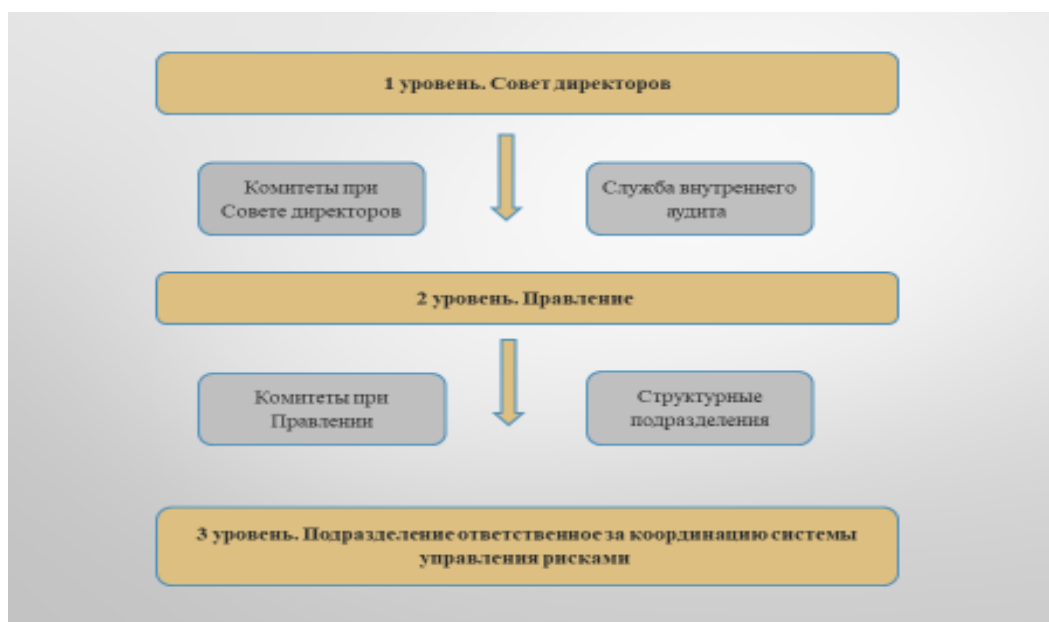 1 уровень. Совет директоров
Комитеты при
Совете директоров
Служба внутреннего
аудита
2 уровень. Правление
Комитеты при
Правлении
Структурные
подразделения
3 уровень. Подразделение ответственное за координацию системы
управления рисками